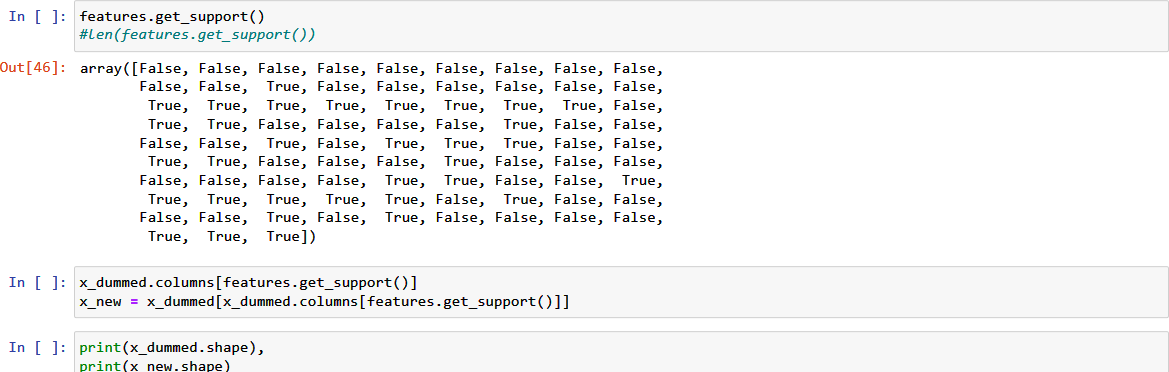 In [ ]: features.get_support()
#len(features.get_support())
Out[46]: array([False, False, False, False, False, False, False, False, False,
False, False, True, False, False, False, False, False, False,
True, True, True, True, True, True, True, True, False,
True, True, False, False, False, False, True, False, False,
False, False, True, False, True, True, True, False, False,
True, True, False, False, False, True, False, False, False,
False, False, False, False, True, True, False, False, True,
True, True, True, True, True, False, True, False, False,
False, False, True, False, True, False, False, False, False,
True, True, True])
In [ ]: x_dummed.columns[features.get_support()]
x_new = x_dummed[x_dummed.columns[features.get_support()]]
In [ ]: print(x_dummed.shape),
print(x_new.shape)